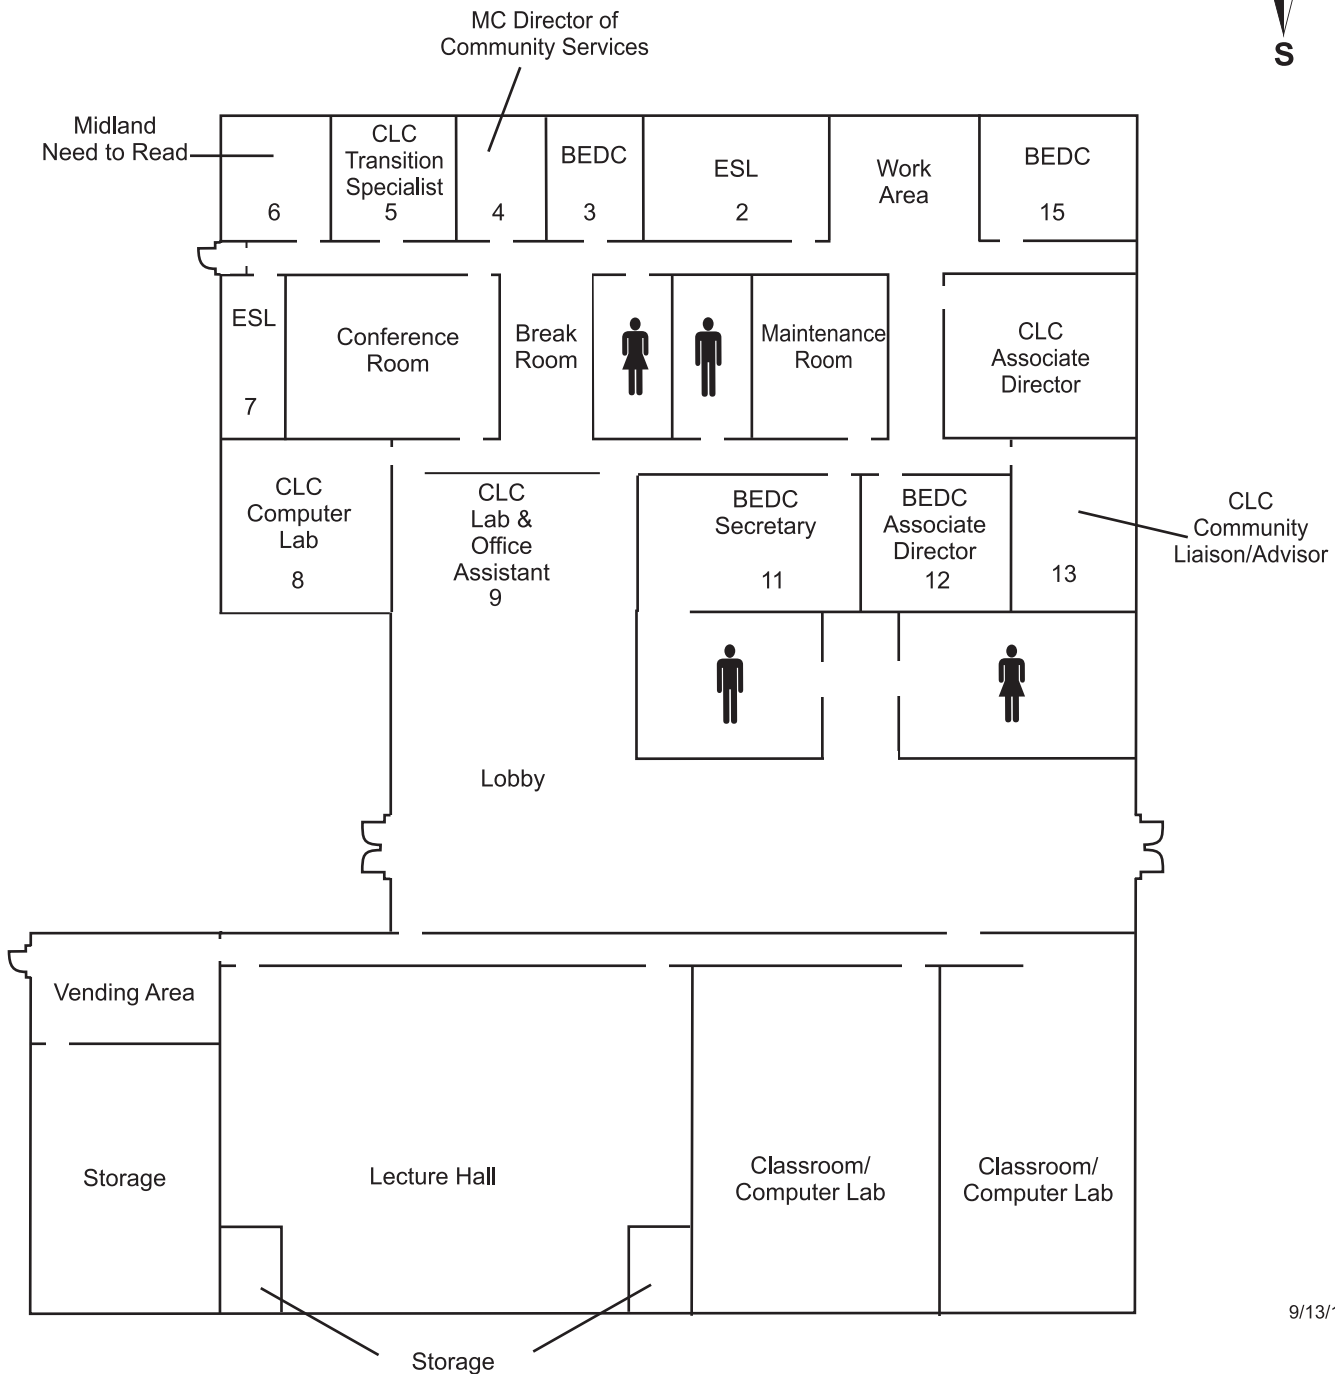 S
MC Director of
Community Services
Midland
Need to Read
6
CLC
Transition
Specialist
5
4
BEDC
3
ESL
2
Work
Area
BEDC
15
ESL
7
Conference
Room
Break
Room
Maintenance
Room
CLC
Associate
Director
CLC
Computer
Lab
8
CLC
Lab &
Office
Assistant
9
BEDC
Secretary
11
BEDC
Associate
Director
12
13
CLC
Community
Liaison/Advisor
Lobby
Vending Area
Storage
Lecture Hall
Classroom/
Computer Lab
Classroom/
Computer Lab
Storage
9/13/1